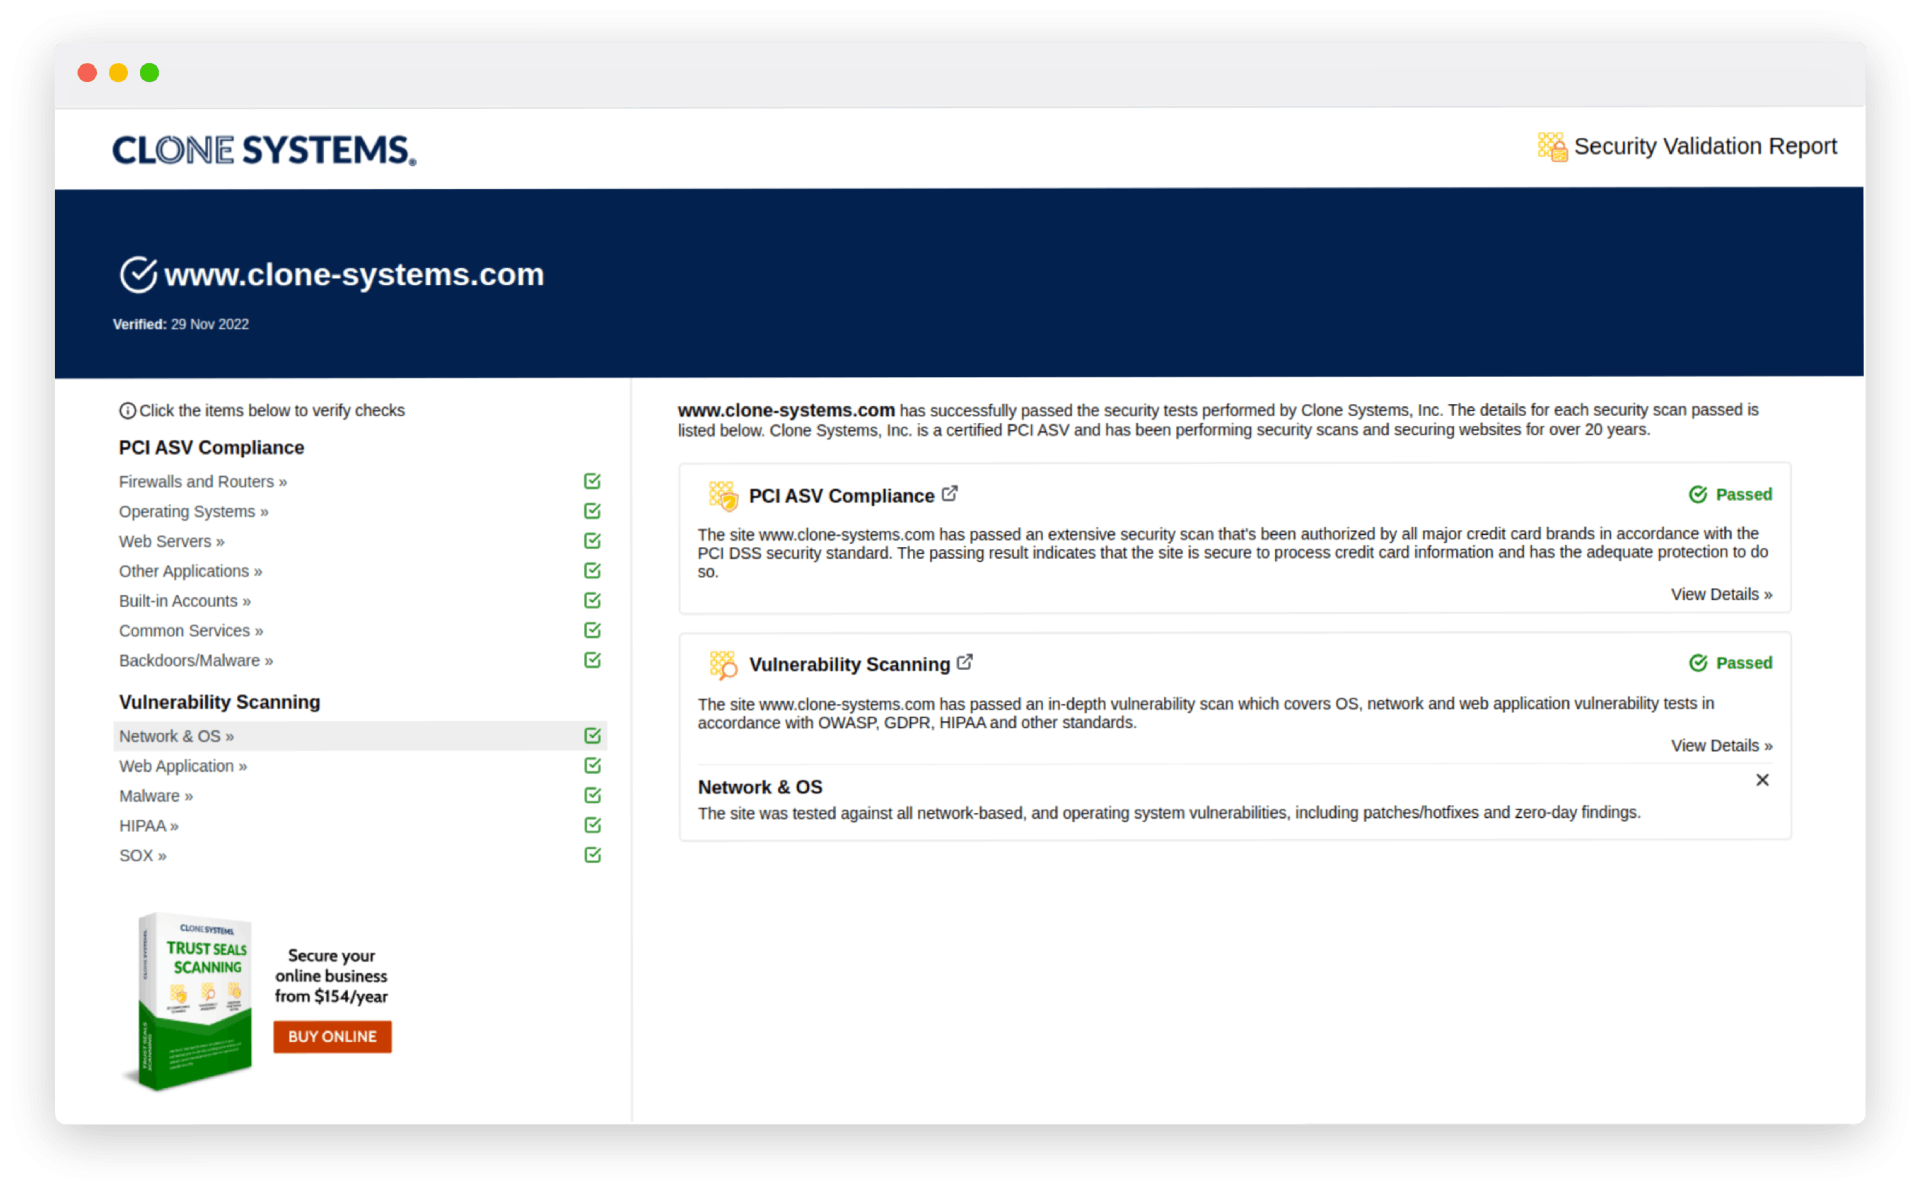 CLONE SYSTEMS®
Security Validation Report
www.clone-systems.com
Verified: 29 Nov 2022
Click the items below to verify checks
PCI ASV Compliance
Firewalls and Routers »
Operating Systems »
Web Servers »
Other Applications »
Built-in Accounts »
Common Services »
Backdoors/Malware »
Vulnerability Scanning
Network & OS »
Web Application »
Malware »
HIPAA »
SOX »
CLONE SYSTEMS
TRUST SEALS
SCANNING
CLONE SYSTEMS
TRUST SEALS
SCANNING
Secure your
online business
from $154/year
BUY ONLINE
www.clone-systems.com has successfully passed the security tests performed by Clone Systems, Inc. The details for each security scan passed is
listed below. Clone Systems, Inc. is a certified PCI ASV and has been performing security scans and securing websites for over 20 years.
PCI ASV Compliance
Passed
The site www.clone-systems.com has passed an extensive security scan that's been authorized by all major credit card brands in accordance with the
PCI DSS security standard. The passing result indicates that the site is secure to process credit card information and has the adequate protection to do
so.
View Details »
Vulnerability Scanning
Passed
The site www.clone-systems.com has passed an in-depth vulnerability scan which covers OS, network and web application vulnerability tests in
accordance with OWASP, GDPR, HIPAA and other standards.
View Details »
Network & OS
The site was tested against all network-based, and operating system vulnerabilities, including patches/hotfixes and zero-day findings.